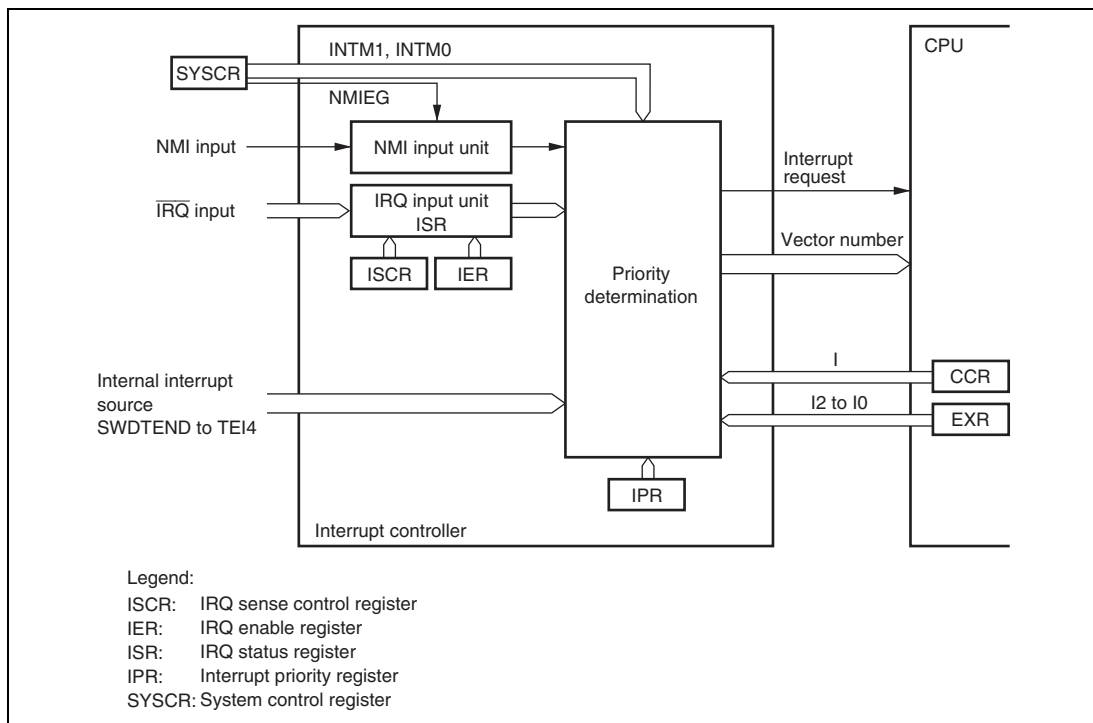 INTM1, INTM0
CPU
SYSCR
NMIEG
NMI input
NMI input unit
Interrupt
request
IRQ input
IRQ input unit
ISR
Vector number
ISCR
IER
Priority
determination
I
CCR
Internal interrupt
source
SWDTEND to TEI4
I2 to I0
EXR
IPR
Interrupt controller
Legend:
ISCR: IRQ sense control register
IER: IRQ enable register
ISR: IRQ status register
IPR: Interrupt priority register
SYSCR: System control register